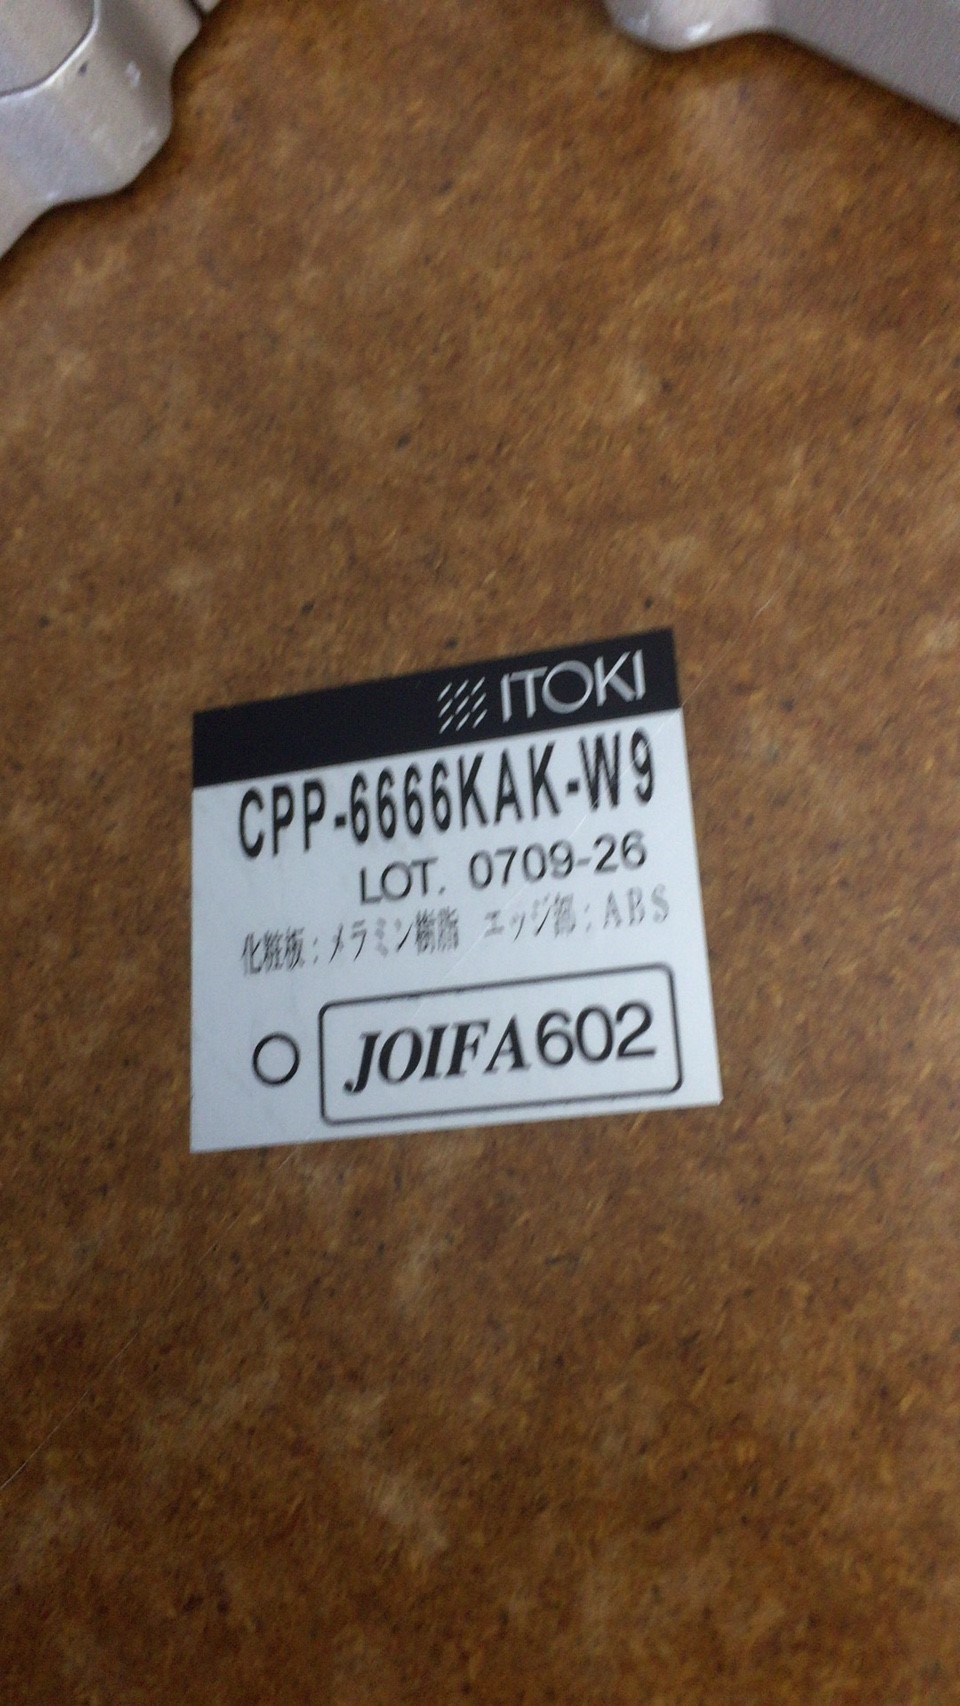 ITOKI
CPP-6666KAK-W9
LOT. 0709-26
化粧板：メラミン樹脂 エッジ部：ABS
○ JOIFA602